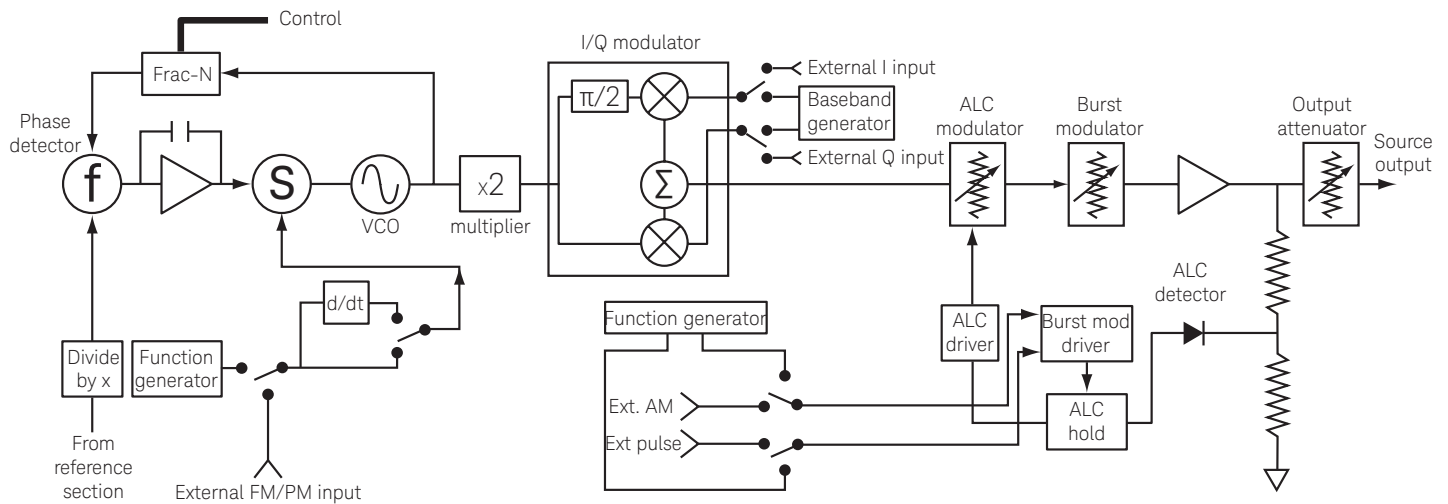 Control
Frac-N
Phase
detector
f
S
VCO
x2
multiplier
I/Q modulator
π/2
Σ
External I input
Baseband
generator
External Q input
ALC
modulator
Burst
modulator
Output
attenuator
Source
output
d/dt
Divide
by x
Function
generator
From
reference
section
External FM/PM input
Function generator
Ext. AM
Ext pulse
ALC
driver
Burst mod
driver
ALC
hold
ALC
detector